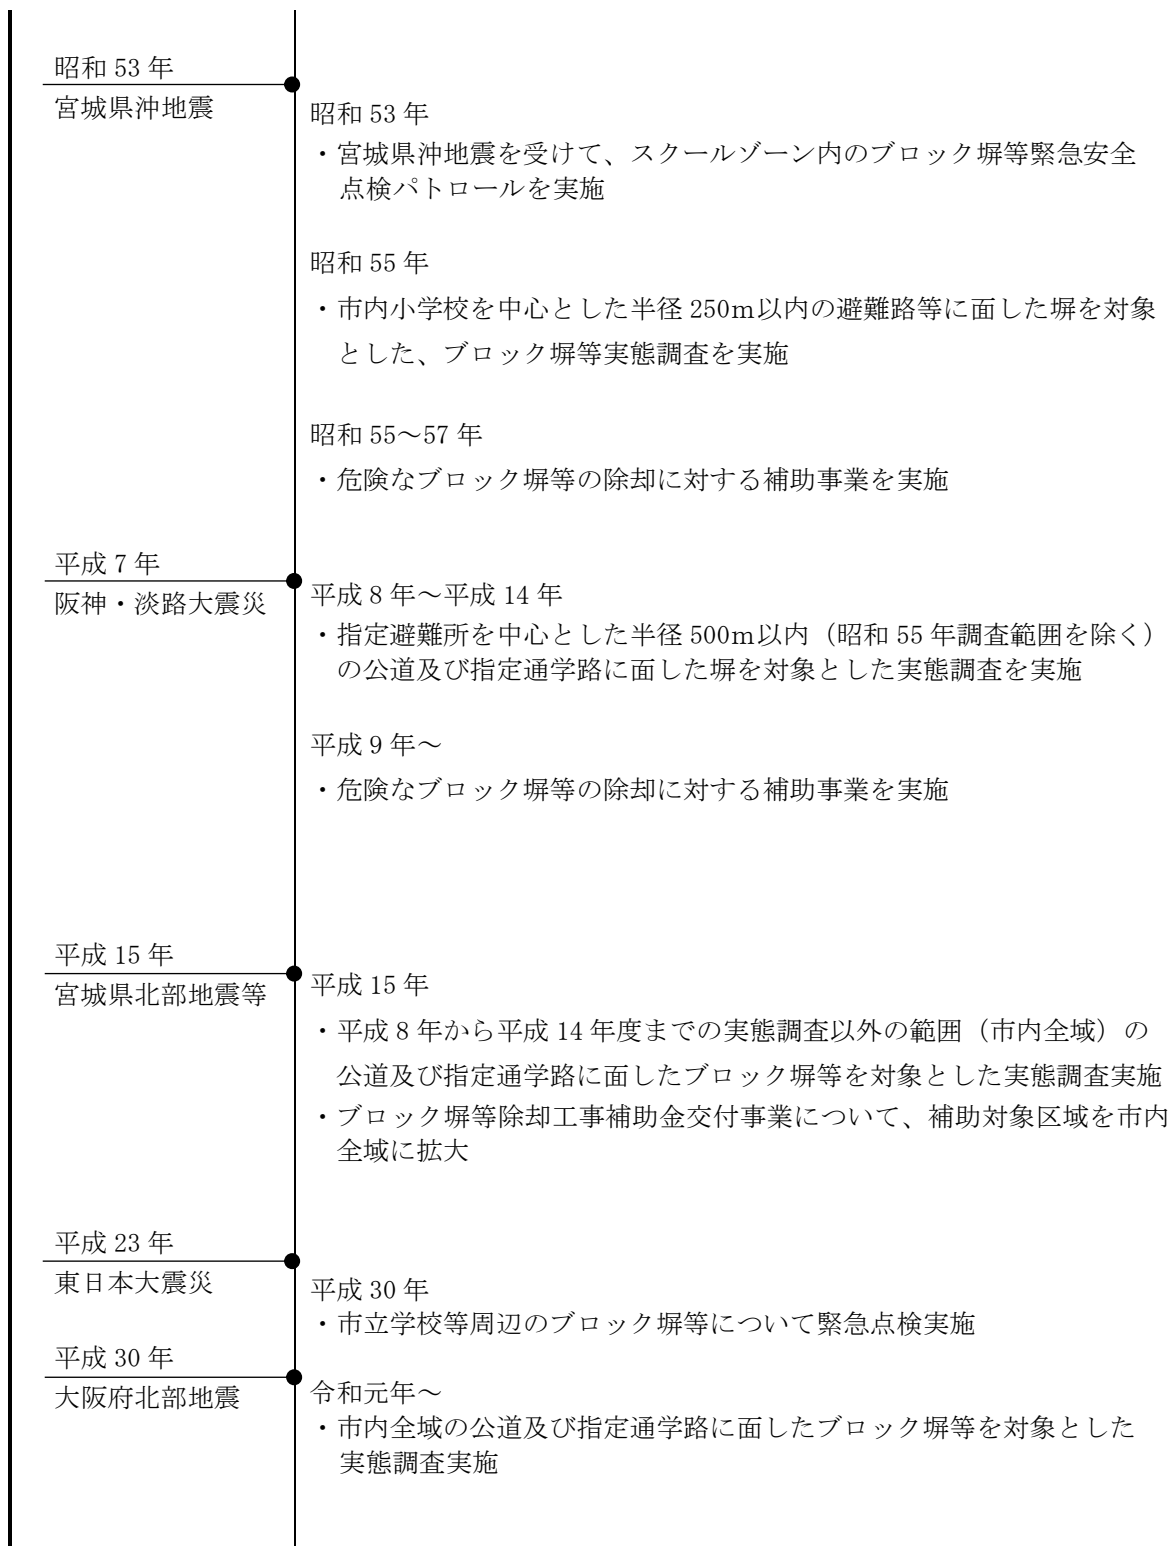 昭和 53 年
宮城県沖地震
昭和 53 年
・宮城県沖地震を受けて、スクールゾーン内のブロック塀等緊急安全
点検パトロールを実施
昭和 55 年
・市内小学校を中心とした半径 250m以内の避難路等に面した塀を対象
とした、ブロック塀等実態調査を実施
昭和 55～57 年
・危険なブロック塀等の除却に対する補助事業を実施
平成 7 年
阪神・淡路大震災
平成 8 年～平成 14 年
・指定避難所を中心とした半径 500m以内（昭和 55 年調査範囲を除く）
の公道及び指定通学路に面した塀を対象とした実態調査を実施
平成 9 年～
・危険なブロック塀等の除却に対する補助事業を実施
平成 15 年
宮城県北部地震等
平成 15 年
・平成 8 年から平成 14 年度までの実態調査以外の範囲（市内全域）の
公道及び指定通学路に面したブロック塀等を対象とした実態調査実施
・ブロック塀等除却工事補助金交付事業について、補助対象区域を市内
全域に拡大
平成 23 年
東日本大震災
平成 30 年
・市立学校等周辺のブロック塀等について緊急点検実施
平成 30 年
大阪府北部地震
令和元年～
・市内全域の公道及び指定通学路に面したブロック塀等を対象とした
実態調査実施